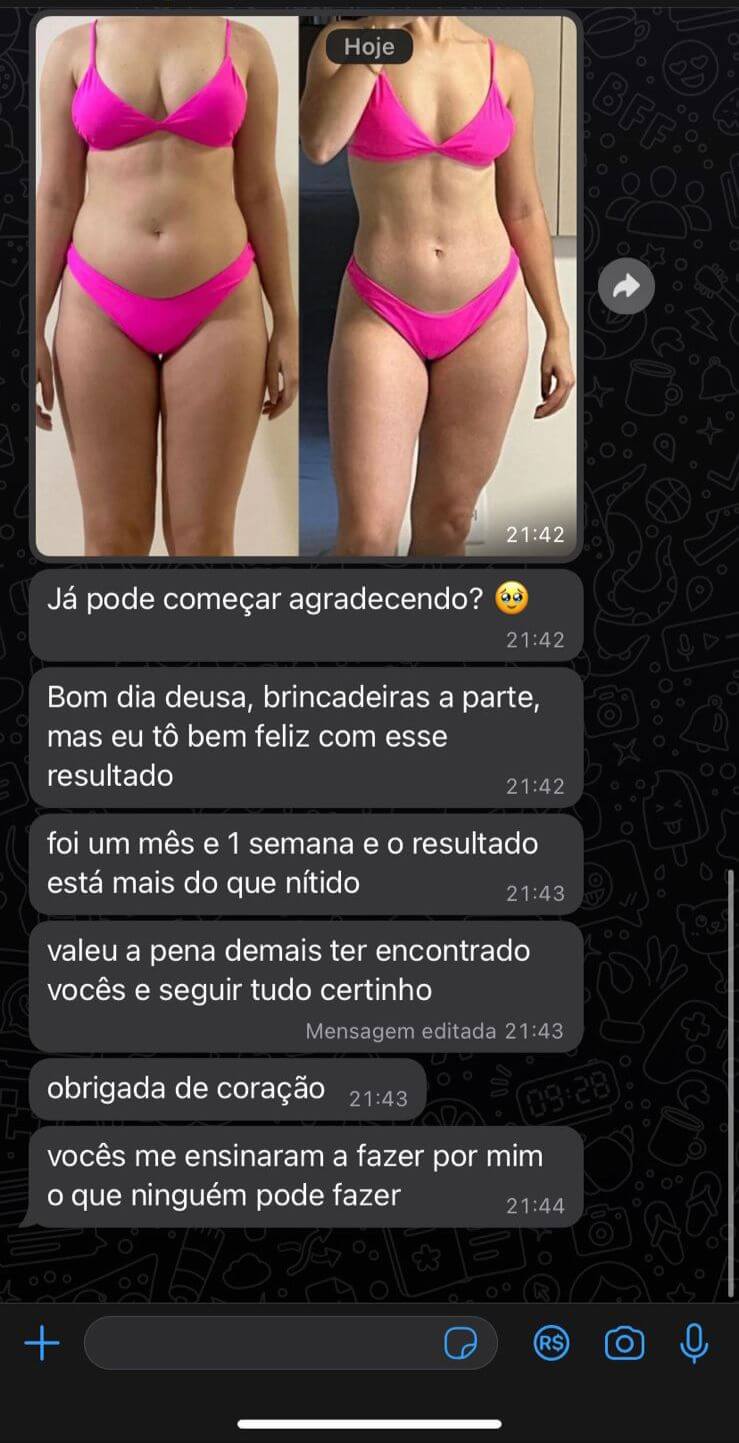 Hoje
21:42
Já pode começar agradecendo? 🥹
21:42
Bom dia deusa, brincadeiras a parte,
mas eu tô bem feliz com esse
resultado
21:42
foi um mês e 1 semana e o resultado
está mais do que nítido
21:43
valeu a pena demais ter encontrado
vocês e seguir tudo certinho
Mensagem editada 21:43
obrigada de coração
21:43
vocês me ensinaram a fazer por mim
o que ninguém pode fazer
21:44
R$
BFF
09:28